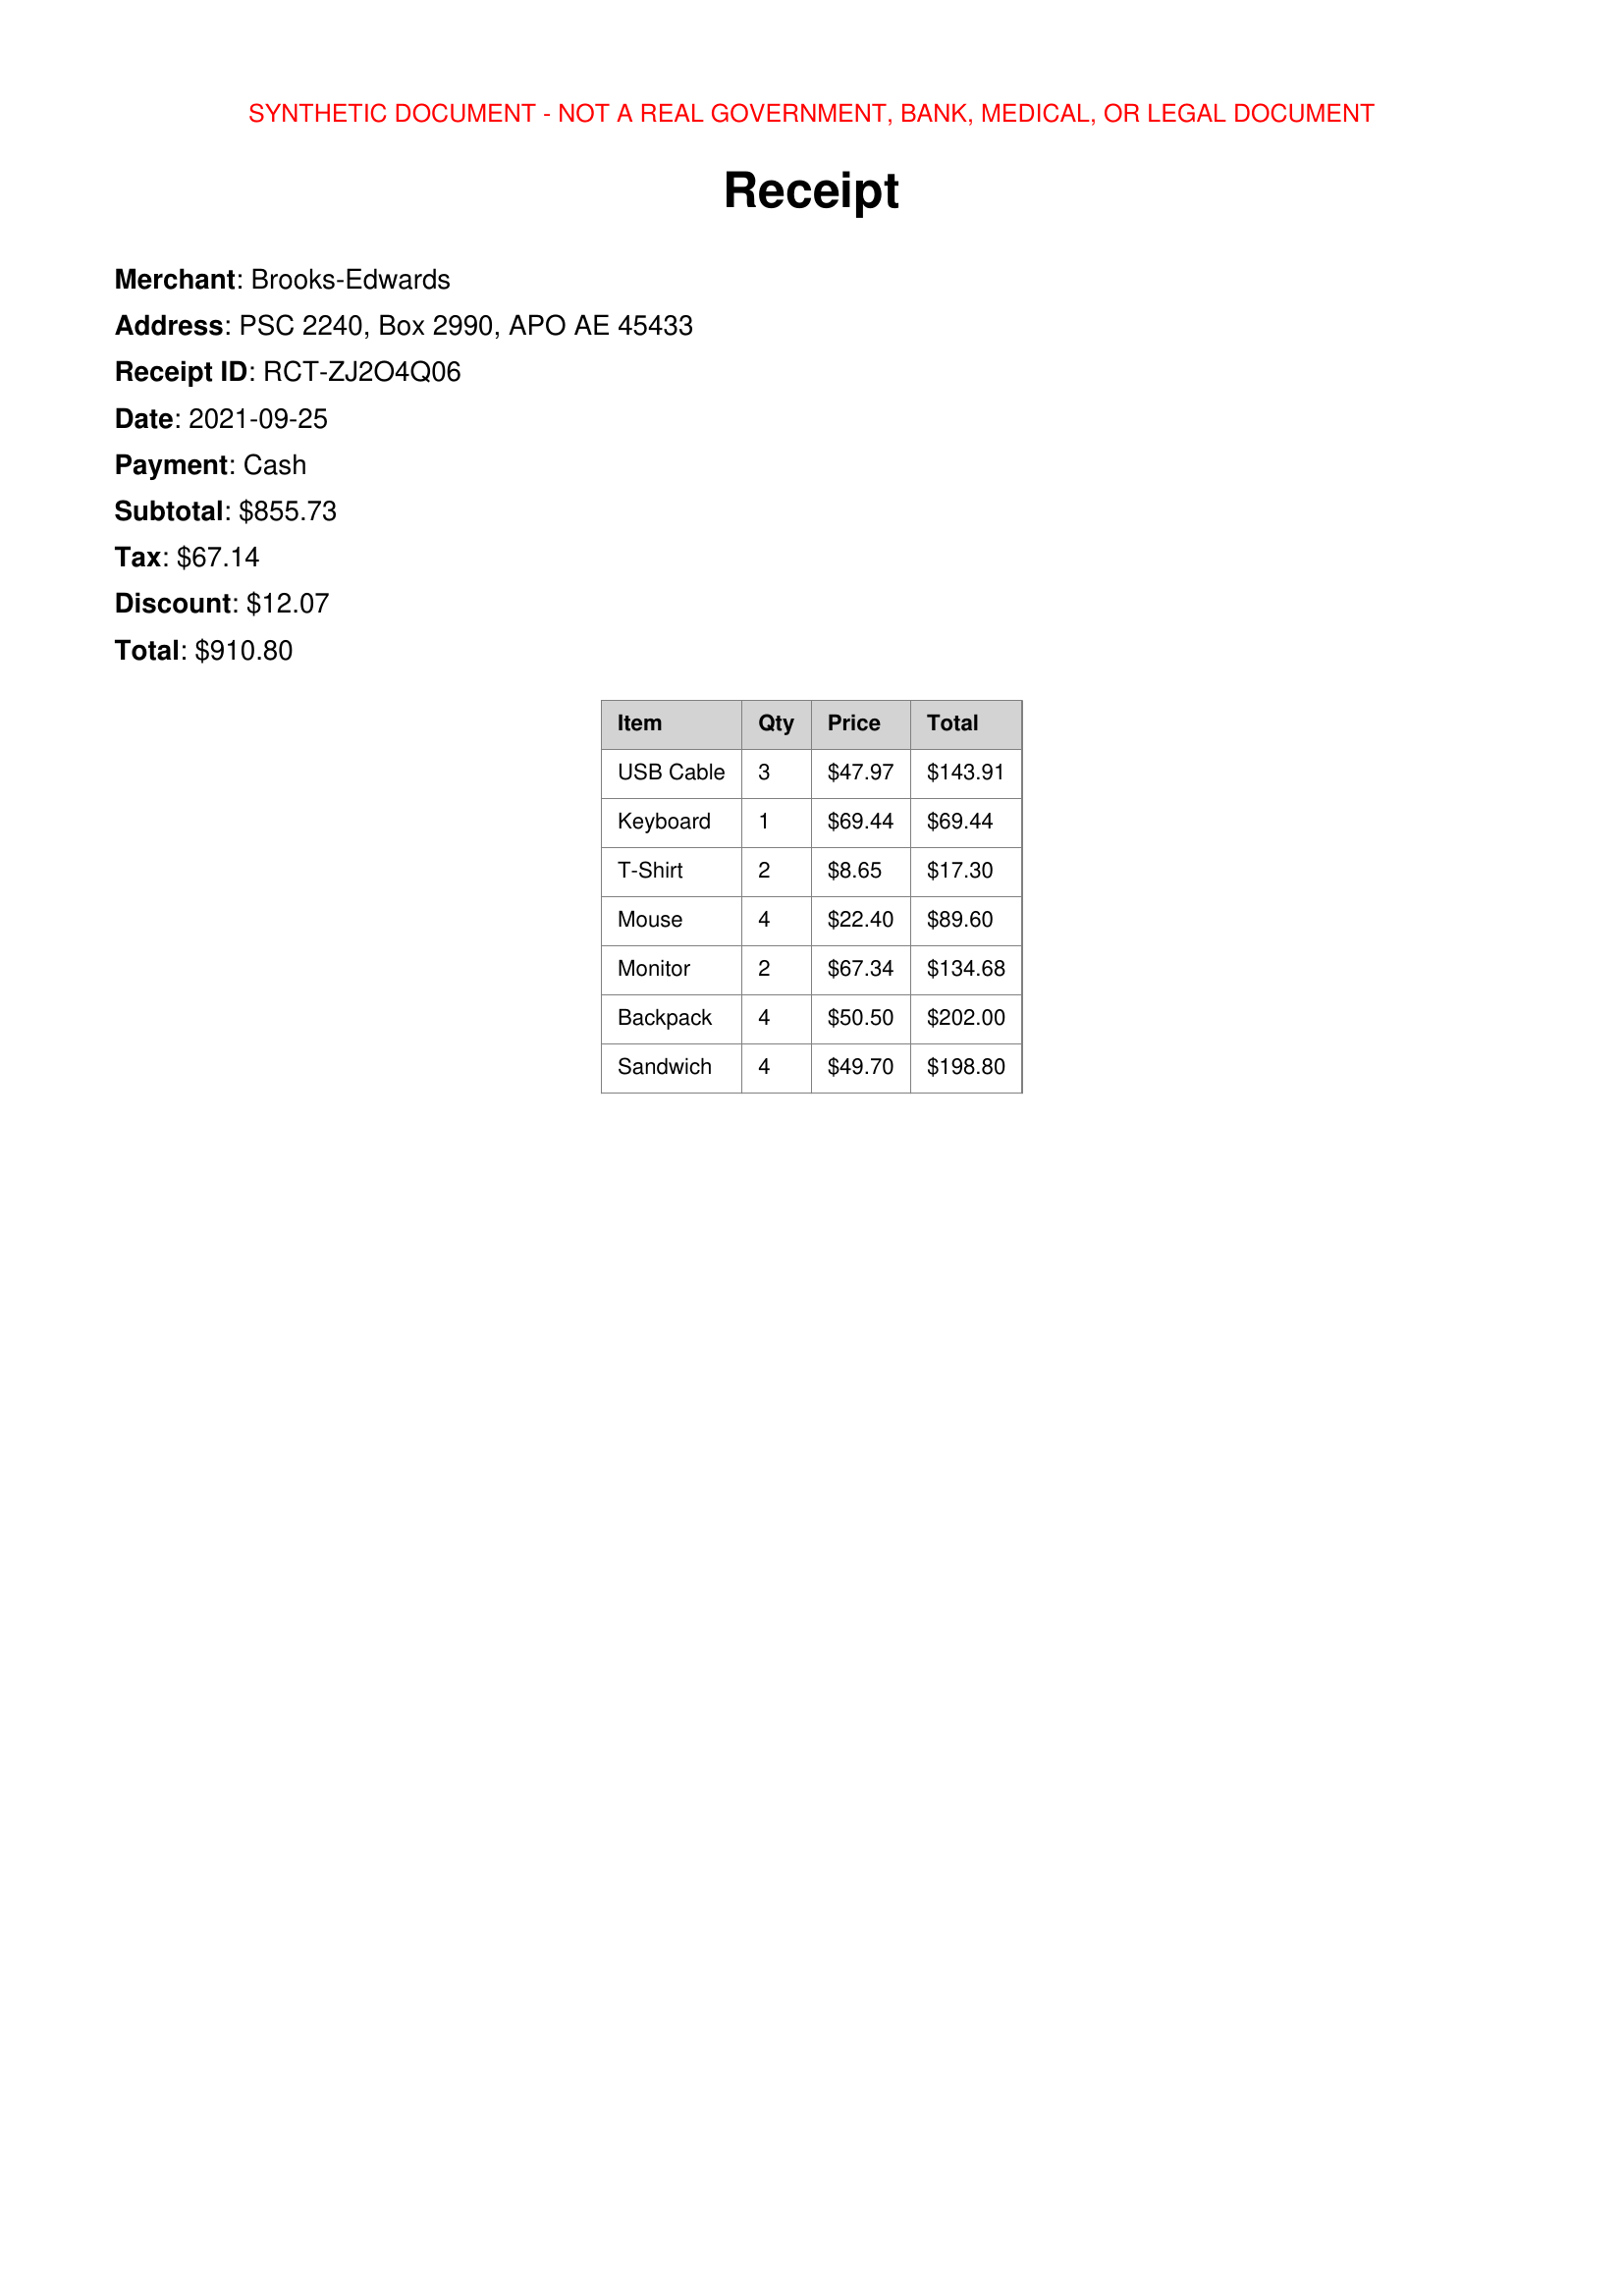 SYNTHETIC DOCUMENT - NOT A REAL GOVERNMENT, BANK, MEDICAL, OR LEGAL DOCUMENT
Receipt
Merchant: Brooks-Edwards
Address: PSC 2240, Box 2990, APO AE 45433
Receipt ID: RCT-ZJ2O4Q06
Date: 2021-09-25
Payment: Cash
Subtotal: $855.73
Tax: $67.14
Discount: $12.07
Total: $910.80
Item Qty Price Total
USB Cable 3 $47.97 $143.91
Keyboard 1 $69.44 $69.44
T-Shirt 2 $8.65 $17.30
Mouse 4 $22.40 $89.60
Monitor 2 $67.34 $134.68
Backpack 4 $50.50 $202.00
Sandwich 4 $49.70 $198.80